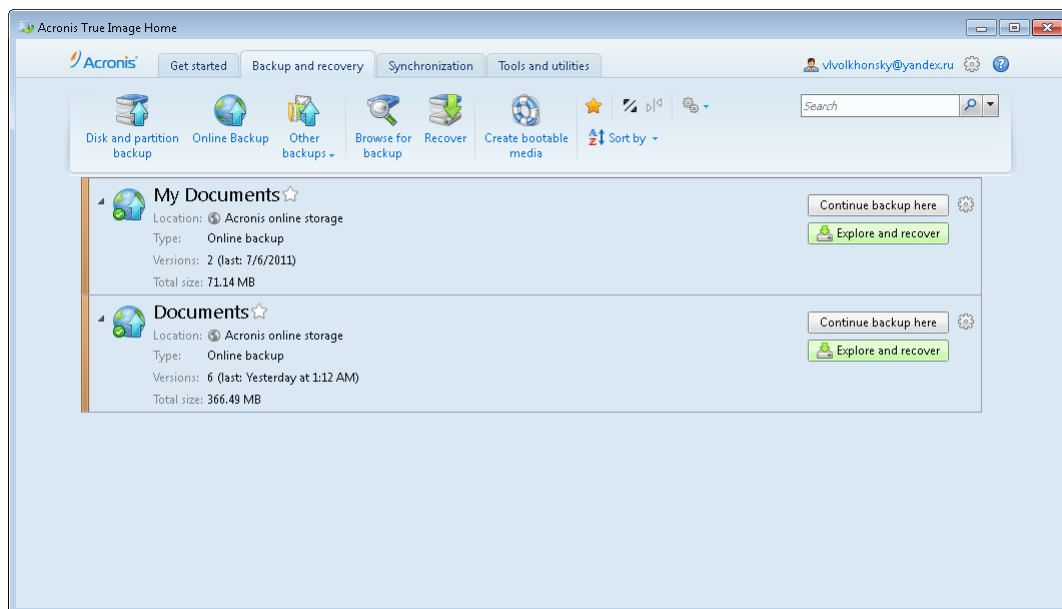 Acronis True Image Home
Acronis
Get started
Backup and recovery
Synchronization
Tools and utilities
vlvolkhonsky@yandex.ru
Disk and partition
backup
Online Backup
Other
backups
Browse for
backup
Recover
Create bootable
media
Sort by
Search
My Documents
Location: Acronis online storage
Type: Online backup
Versions: 2 (last: 7/6/2011)
Total size: 71.14 MB
Continue backup here
Explore and recover
Documents
Location: Acronis online storage
Type: Online backup
Versions: 6 (last: Yesterday at 1:12 AM)
Total size: 366.49 MB
Continue backup here
Explore and recover